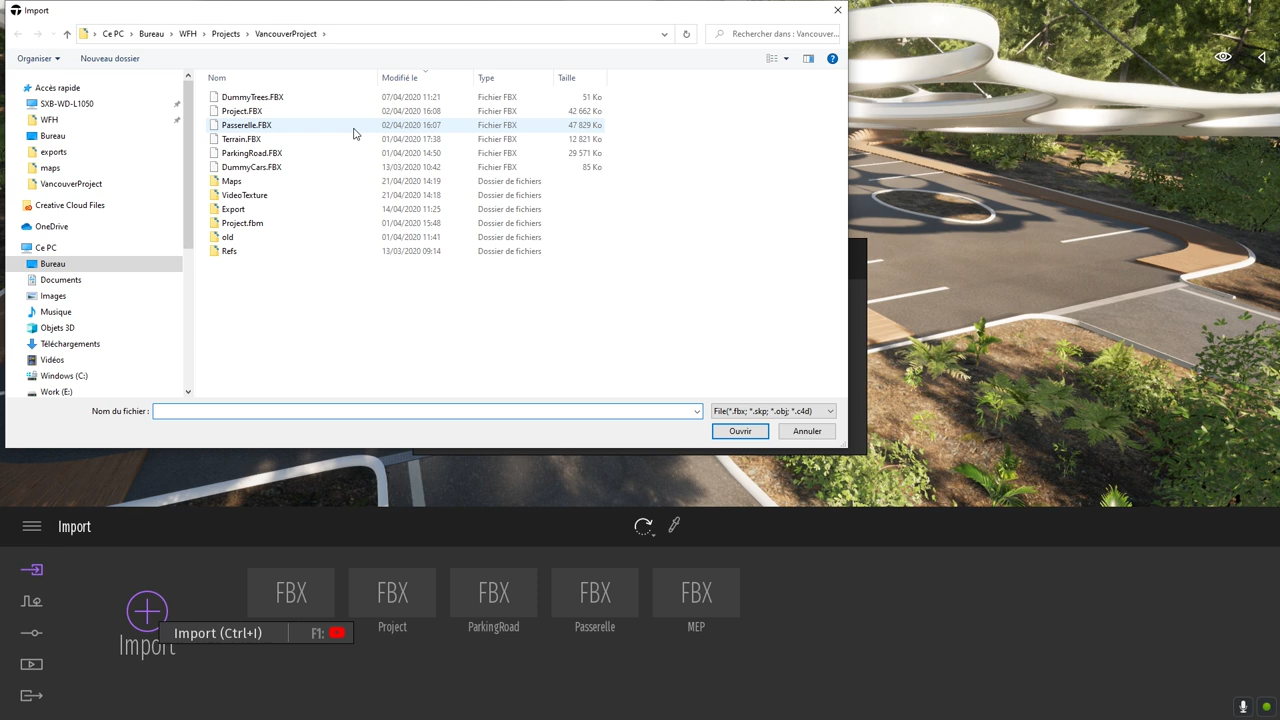 Import
Ce PC › Bureau › WFH › Projects › VancouverProject ›
Rechercher dans : Vancouver...
Organiser
Nouveau dossier
Accès rapide
SXB-WD-L1050
WFH
Bureau
exports
maps
VancouverProject
Creative Cloud Files
OneDrive
Ce PC
Bureau
Documents
Images
Musique
Objets 3D
Téléchargements
Vidéos
Windows (C:)
Work (E:)
Nom Modifié le Type Taille
DummyTrees.FBX 07/04/2020 11:21 Fichier FBX 51 Ko
Project.FBX 02/04/2020 16:08 Fichier FBX 42 662 Ko
Passerelle.FBX 02/04/2020 16:07 Fichier FBX 47 829 Ko
Terrain.FBX 01/04/2020 17:38 Fichier FBX 12 821 Ko
ParkingRoad.FBX 01/04/2020 14:50 Fichier FBX 29 571 Ko
DummyCars.FBX 13/03/2020 10:42 Fichier FBX 85 Ko
Maps 21/04/2020 14:19 Dossier de fichiers
VideoTexture 21/04/2020 14:18 Dossier de fichiers
Export 14/04/2020 11:25 Dossier de fichiers
Project.fbm 01/04/2020 15:48 Dossier de fichiers
old 01/04/2020 11:41 Dossier de fichiers
Refs 13/03/2020 09:14 Dossier de fichiers
Nom du fichier :
File(*.fbx; *.skp; *.obj; *.c4d)
Ouvrir
Annuler
Import
FBX FBX FBX FBX FBX
Project ParkingRoad Passerelle MEP
Import (Ctrl+I) F1:
Import